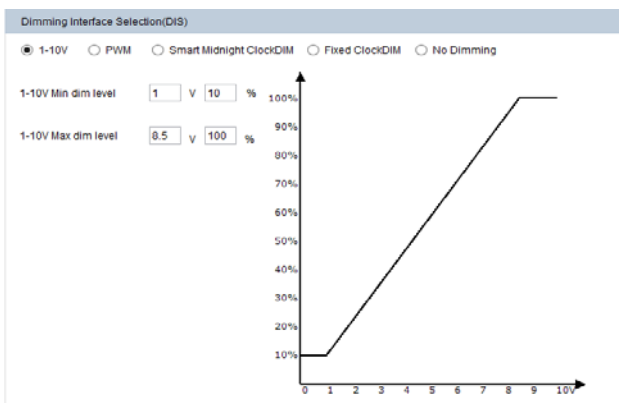 Dimming Interface Selection(DIS)
1-10V PWM Smart Midnight ClockDIM Fixed ClockDIM No Dimming
1-10V Min dim level 1 V 10 %
1-10V Max dim level 8.5 V 100 %
100%
90%
80%
70%
60%
50%
40%
30%
20%
10%
0 1 2 3 4 5 6 7 8 9 10V